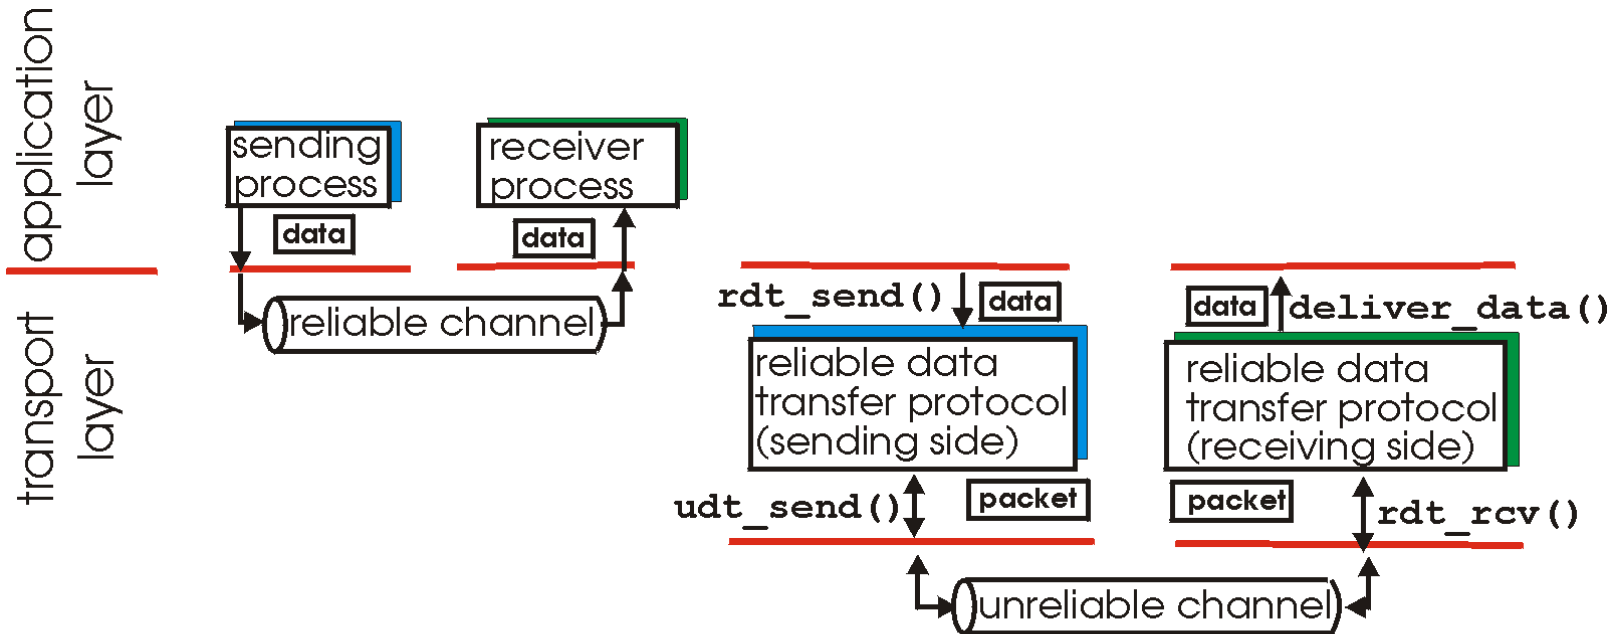 application
layer
transport
layer
sending
process
data
receiver
process
data
reliable channel
rdt_send()
data
reliable data
transfer protocol
(sending side)
udt_send()
packet
data
deliver_data()
reliable data
transfer protocol
(receiving side)
packet
rdt_rcv()
unreliable channel